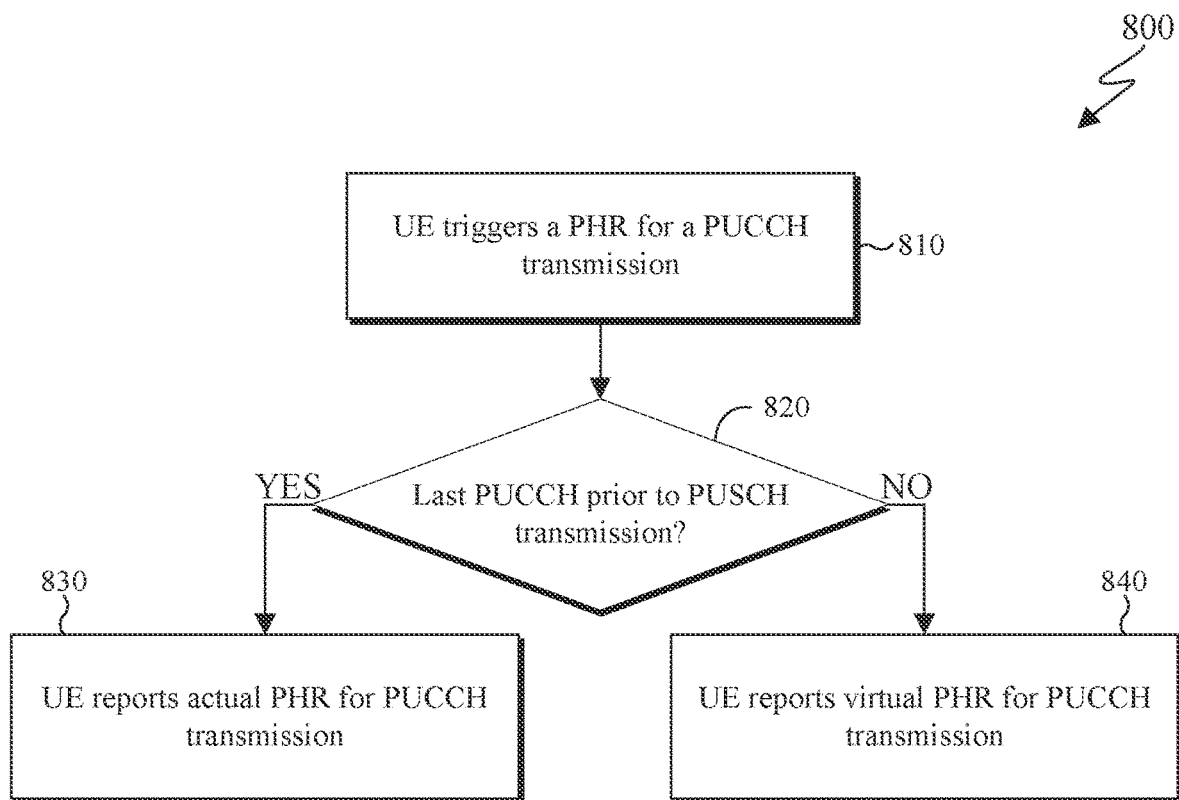 800
UE triggers a PHR for a PUCCH
transmission
810
820
YES
Last PUCCH prior to PUSCH
transmission?
NO
830
840
UE reports actual PHR for PUCCH
transmission
UE reports virtual PHR for PUCCH
transmission